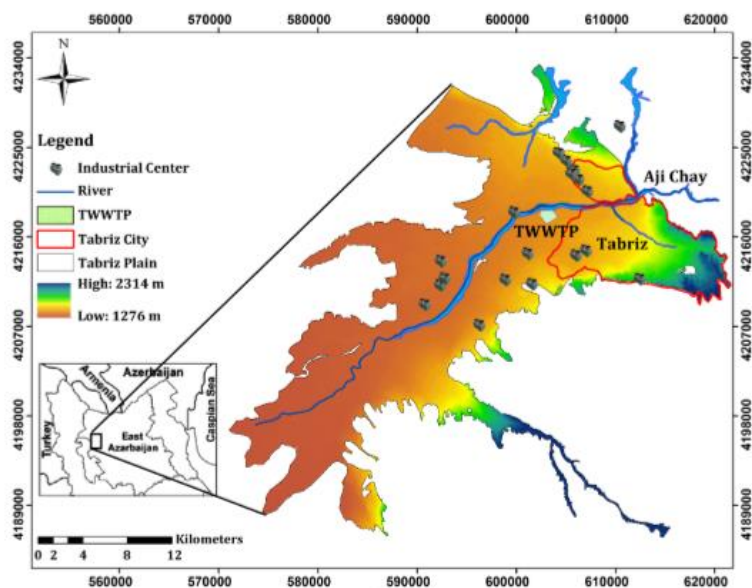 560000 570000 580000 590000 600000 610000 620000
4234000
4225000
4216000
4207000
4198000
4189000
N
Legend
Industrial Center
River
TWWTP
Tabriz City
Tabriz Plain
High: 2314 m
Low: 1276 m
Aji Chay
TWWTP
Tabriz
Armenia
Azerbaijan
Turkey
East
Azarbaijan
Caspian Sea
Kilometers
0 2 4 8 12
4234000
4225000
4216000
4207000
4198000
4189000
560000 570000 580000 590000 600000 610000 620000